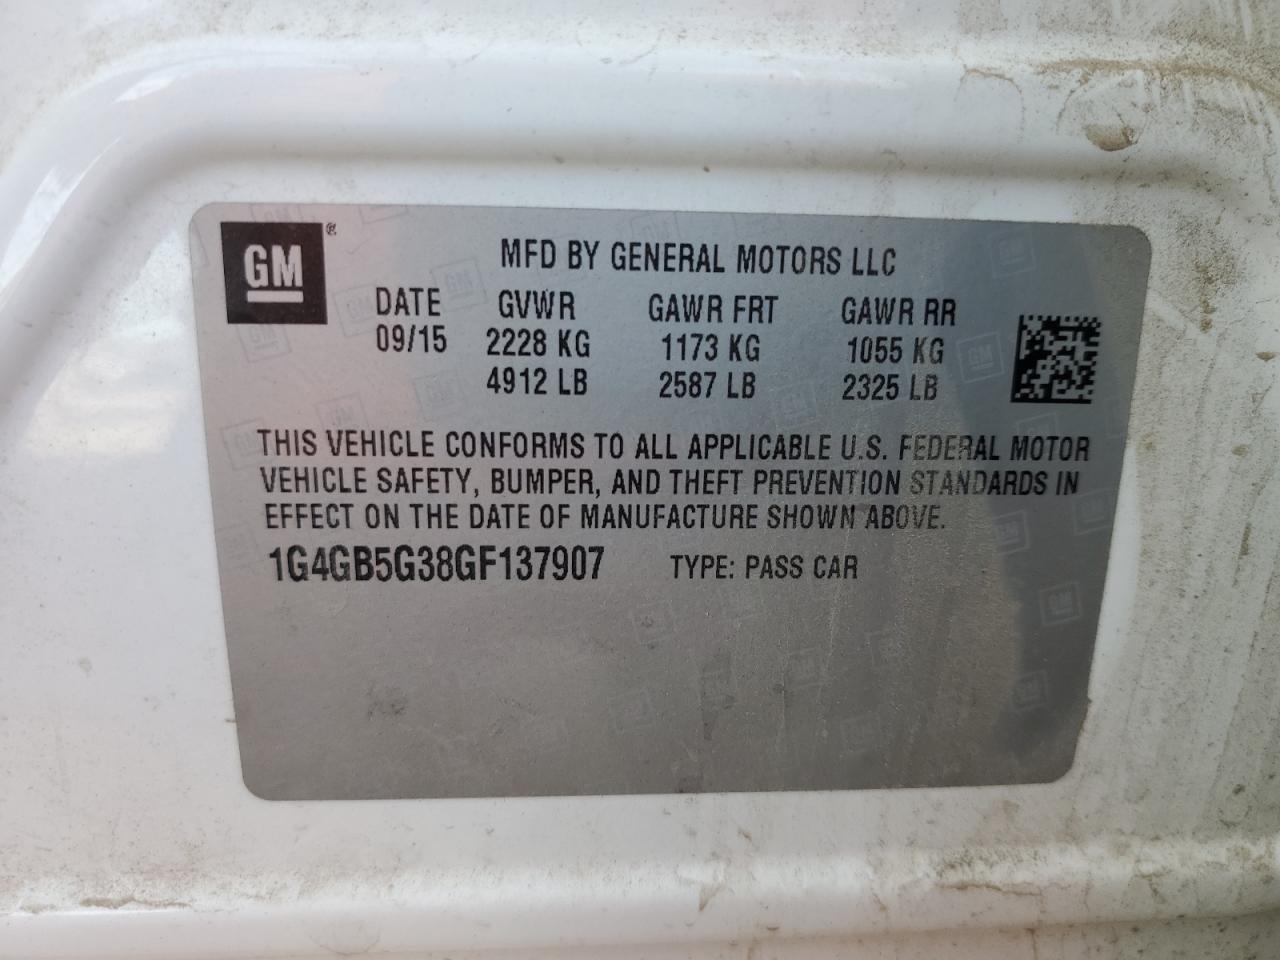 GM ®
MFD BY GENERAL MOTORS LLC
DATE GVWR GAWR FRT GAWR RR
09/15 2228 KG 1173 KG 1055 KG
4912 LB 2587 LB 2325 LB
THIS VEHICLE CONFORMS TO ALL APPLICABLE U.S. FEDERAL MOTOR
VEHICLE SAFETY, BUMPER, AND THEFT PREVENTION STANDARDS IN
EFFECT ON THE DATE OF MANUFACTURE SHOWN ABOVE.
1G4GB5G38GF137907 TYPE: PASS CAR